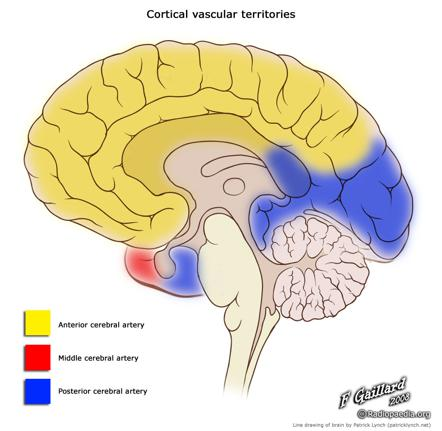 Cortical vascular territories
Anterior cerebral artery
Middle cerebral artery
Posterior cerebral artery
F Gaillard
2008
@Radiopaedia.org
Line drawing of brain by Patrick Lynch (patricklynch.net)